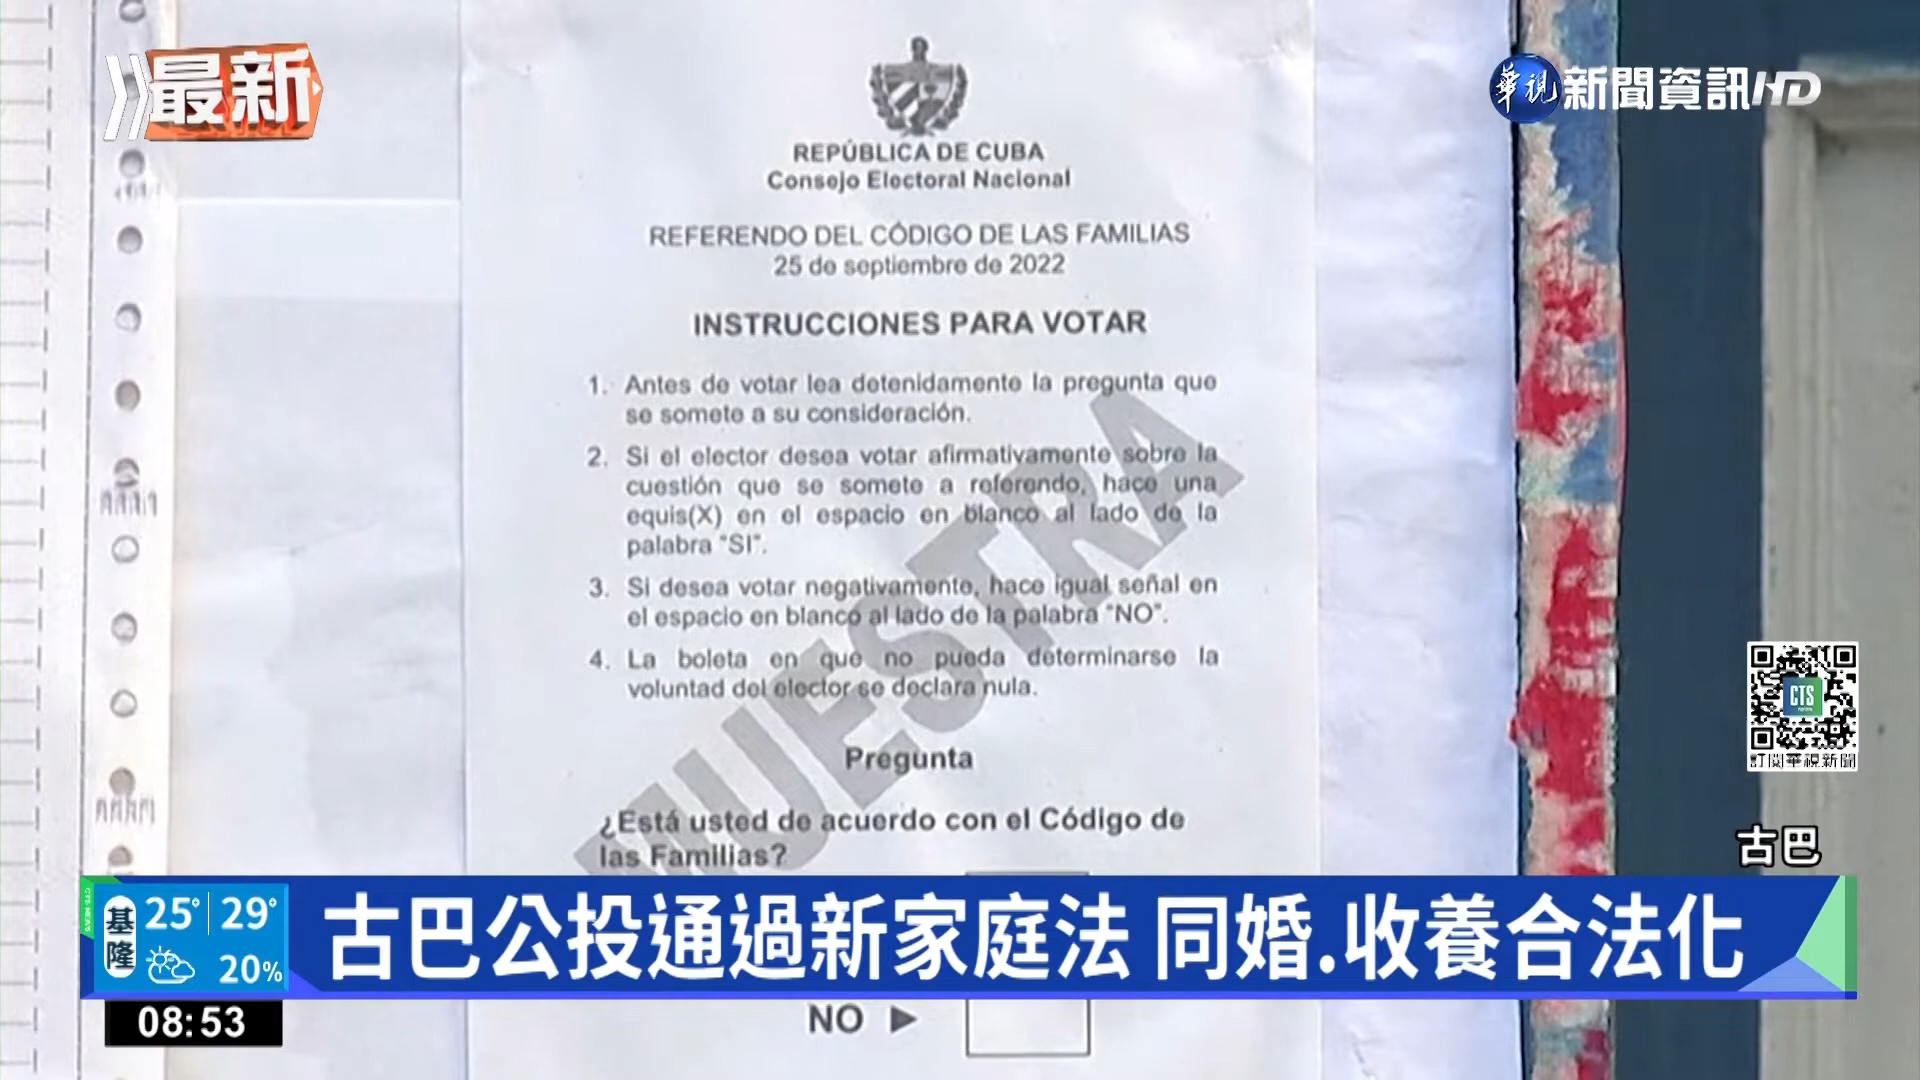 最新
華視 新聞資訊HD
REPÚBLICA DE CUBA
Consejo Electoral Nacional
REFERENDO DEL CÓDIGO DE LAS FAMILIAS
25 de septiembre de 2022
INSTRUCCIONES PARA VOTAR
1. Antes de votar lea detenidamente la pregunta que
se somete a su consideración.
2. Si el elector desea votar afirmativamente sobre la
cuestión que se somete a referendo, hace una
equis(X) en el espacio en blanco al lado de la
palabra "SI".
3. Si desea votar negativamente, hace igual señal en
el espacio en blanco al lado de la palabra "NO".
4. La boleta en que no pueda determinarse la
voluntad del elector se declara nula.
MUESTRA
Pregunta
¿Está usted de acuerdo con el Código de
las Familias?
CTS
news
訂閱華視新聞
古巴
基隆
25° 29°
20%
古巴公投通過新家庭法 同婚.收養合法化
08:53
NO ►